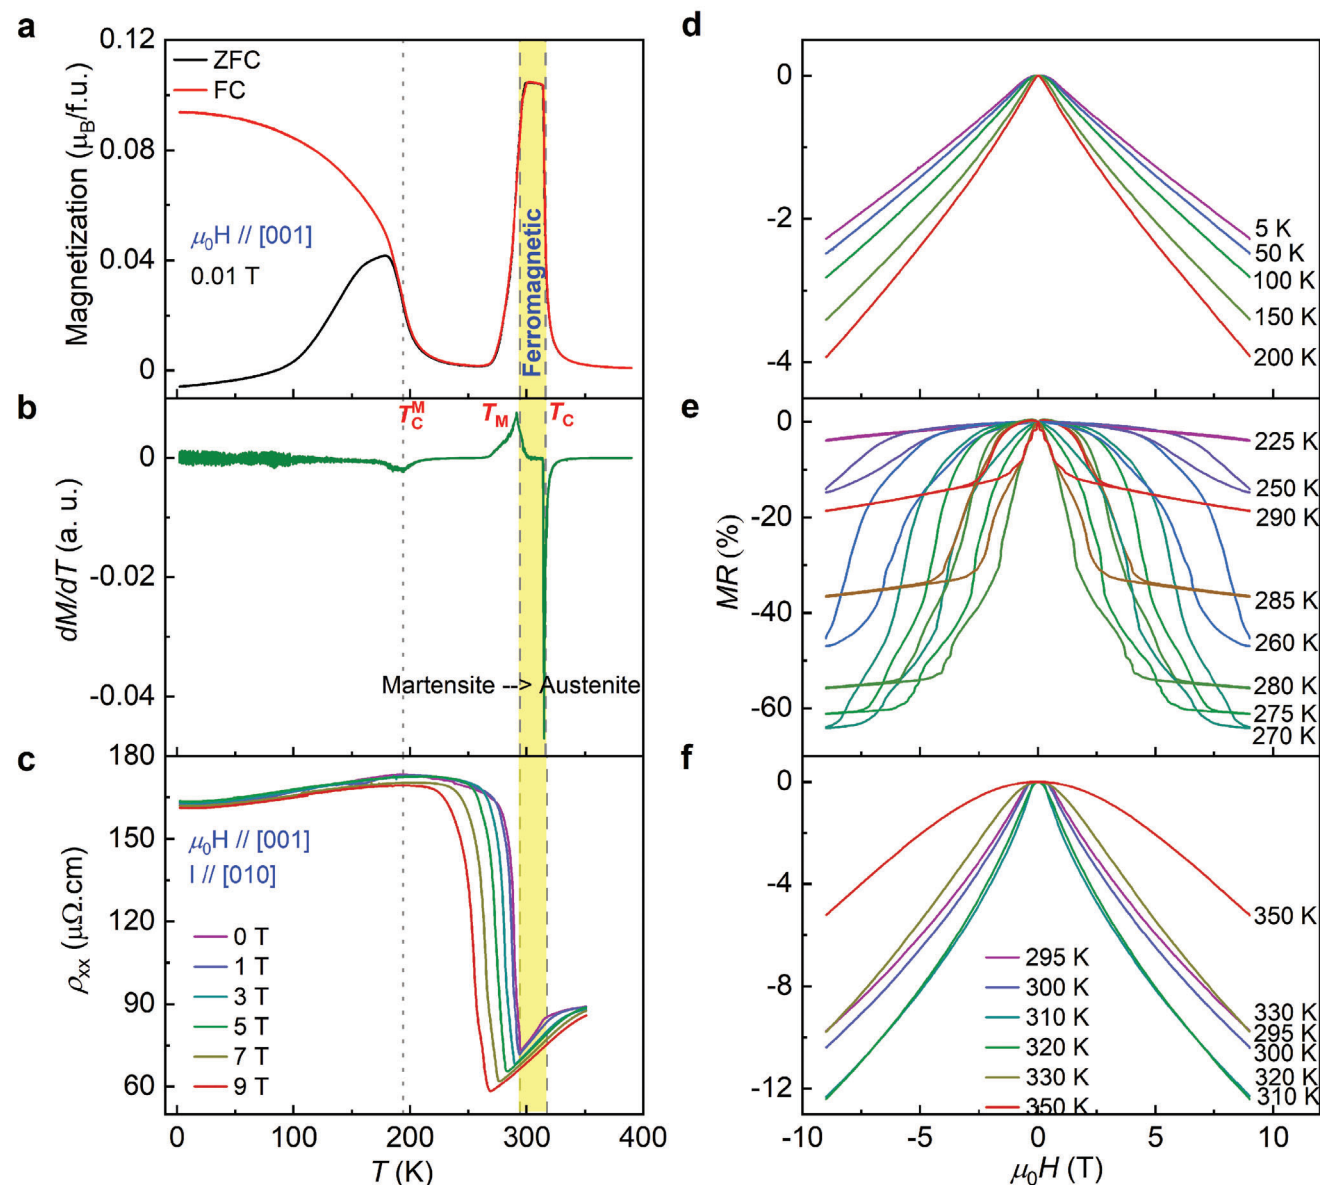 a
0.12
0.08
0.04
0
Magnetization (μB/f.u.)
ZFC
FC
μ0H // [001]
0.01 T
Ferromagnetic
b
0
-0.02
-0.04
dM/dT (a. u.)
T_C^M
T_M
T_C
Martensite --> Austenite
c
180
150
120
90
60
ρxx (μΩ.cm)
μ0H // [001]
I // [010]
0 T
1 T
3 T
5 T
7 T
9 T
0 100 200 300 400
T (K)
d
0
-2
-4
5 K
50 K
100 K
150 K
200 K
e
0
-20
-40
-60
MR (%)
225 K
250 K
290 K
285 K
260 K
280 K
275 K
270 K
f
0
-4
-8
-12
350 K
295 K
300 K
310 K
320 K
330 K
350 K
330 K
295 K
300 K
320 K
310 K
-10 -5 0 5 10
μ0H (T)